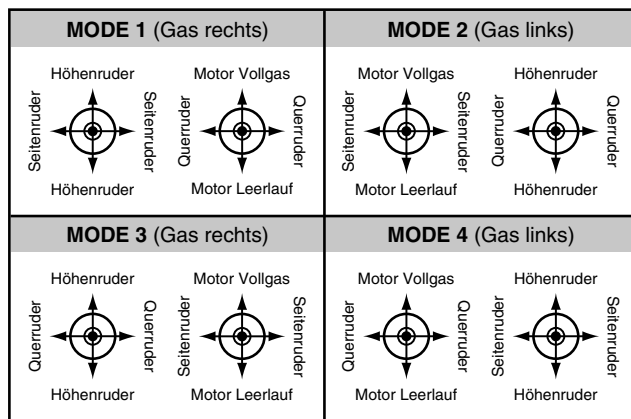 MODE 1 (Gas rechts)
Höhenruder
Motor Vollgas
Seitenruder
Seitenruder
Querruder
Querruder
Höhenruder
Motor Leerlauf
MODE 2 (Gas links)
Motor Vollgas
Höhenruder
Seitenruder
Seitenruder
Querruder
Querruder
Motor Leerlauf
Höhenruder
MODE 3 (Gas rechts)
Höhenruder
Motor Vollgas
Querruder
Querruder
Seitenruder
Seitenruder
Höhenruder
Motor Leerlauf
MODE 4 (Gas links)
Motor Vollgas
Höhenruder
Querruder
Querruder
Seitenruder
Seitenruder
Motor Leerlauf
Höhenruder